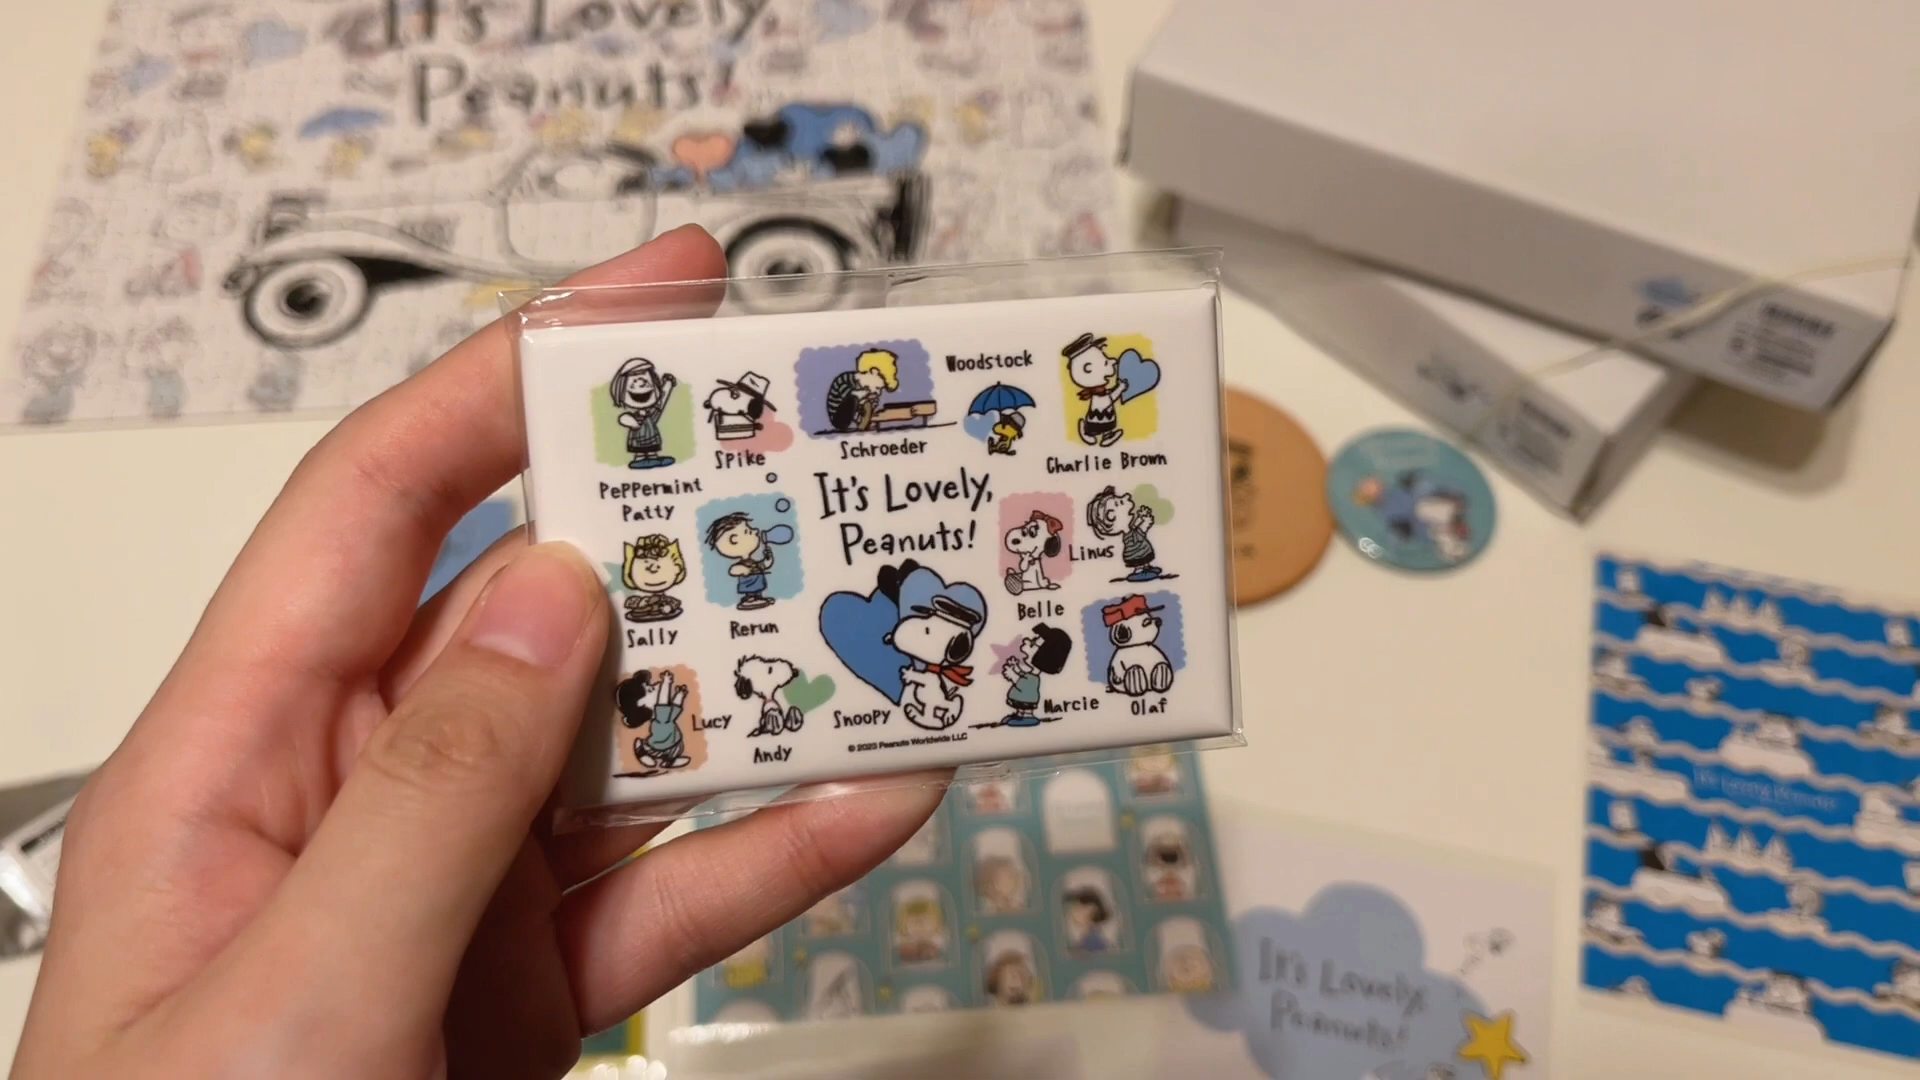 It's Lovely
Peanuts!
Woodstock
Spike
Schroeder
Charlie Brown
Peppermint
Patty
It's Lovely,
Peanuts!
Linus
Belle
Sally
Rerun
Lucy
Andy
Snoopy
Marcie
Olaf
© 2023 Peanuts Worldwide LLC
It's Lovely,
Peanuts!